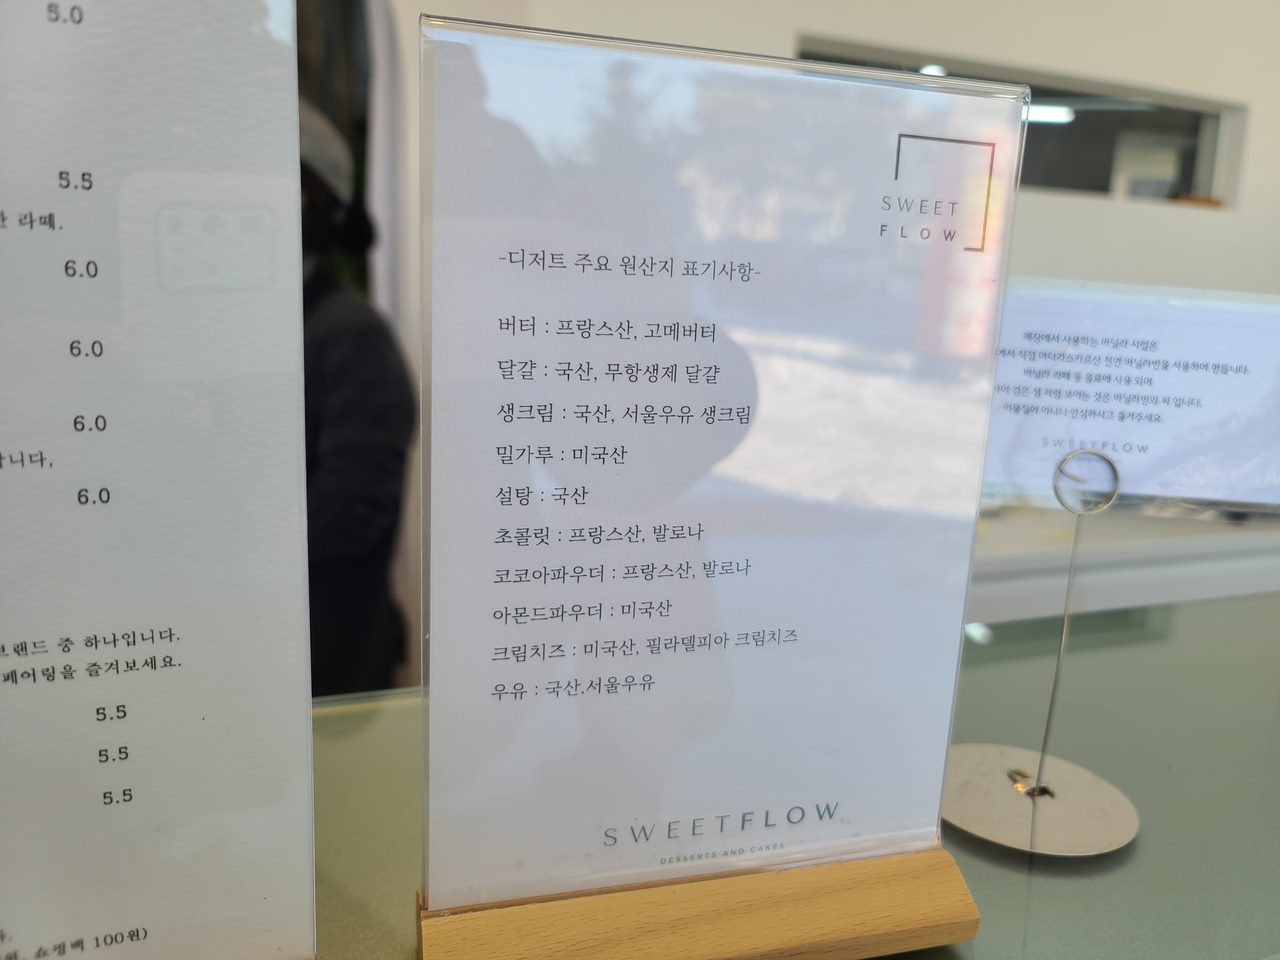 5.0
5.5
라떼.
6.0
6.0
6.0
6.0
브랜드 중 하나입니다.
페어링을 즐겨보세요.
5.5
5.5
5.5
쇼핑백 100원)
SWEET
FLOW
-디저트 주요 원산지 표기사항-
버터 : 프랑스산, 고메버터
달걀 : 국산, 무항생제 달걀
생크림 : 국산, 서울우유 생크림
밀가루 : 미국산
설탕 : 국산
초콜릿 : 프랑스산, 발로나
코코아파우더 : 프랑스산, 발로나
아몬드파우더 : 미국산
크림치즈 : 미국산, 필라델피아 크림치즈
우유 : 국산.서울우유
SWEETFLOW
DESSERTS AND CAKES
매장에서 사용하는 바닐라 시럽은
직접 마다가스카르산 천연 바닐라빈을 사용하여 만듭니다.
바닐라 라떼 등 음료에 사용 되며
검은 점 처럼 보이는 것은 바닐라빈의 씨 입니다.
이물질이 아니니 안심하시고 즐겨주세요.
SWEETFLOW